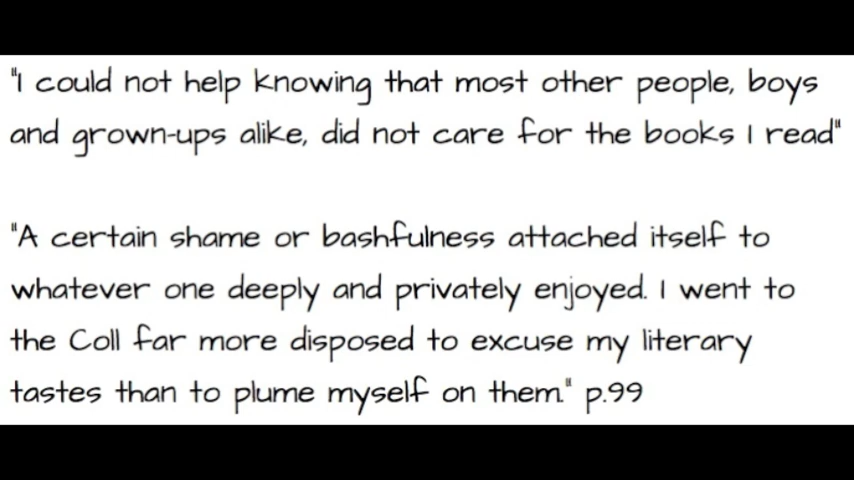 "I could not help knowing that most other people, boys
and grown-ups alike, did not care for the books I read"
"A certain shame or bashfulness attached itself to
whatever one deeply and privately enjoyed. I went to
the Coll far more disposed to excuse my literary
tastes than to plume myself on them." p.99